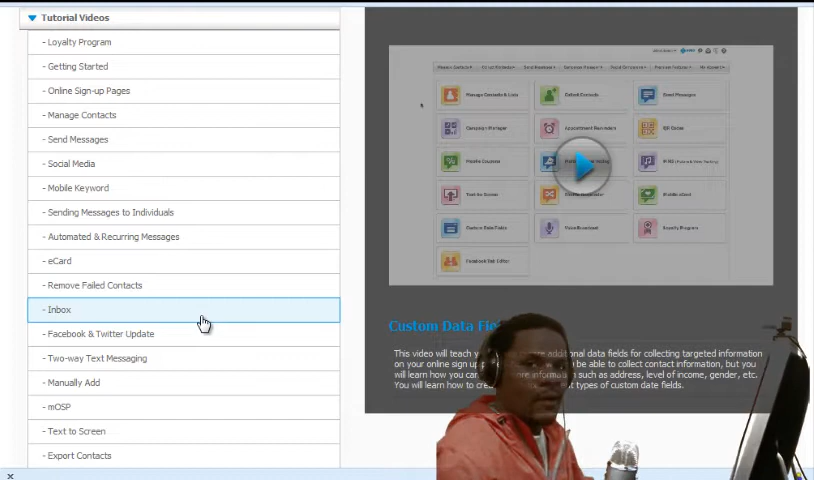 Tutorial Videos
- Loyalty Program
- Getting Started
- Online Sign-up Pages
- Manage Contacts
- Send Messages
- Social Media
- Mobile Keyword
- Sending Messages to Individuals
- Automated & Recurring Messages
- eCard
- Remove Failed Contacts
- Inbox
- Facebook & Twitter Update
- Two-way Text Messaging
- Manually Add
- mOSP
- Text to Screen
- Export Contacts
Manage Contacts & Lists
Collect Contacts
Send Messages
Campaign Manager
Appointment Reminders
QR Codes
Mobile Coupons
Text to Screen
Mobile eCard
Custom Data Fields
Voice Broadcast
Loyalty Program
Facebook Tab Editor
Custom Data Fie
This video will teach additional data fields for collecting targeted information
on your online sign up be able to collect contact information, but you
will learn how you can information such as address, level of income, gender, etc.
You will learn how to cre types of custom date fields.